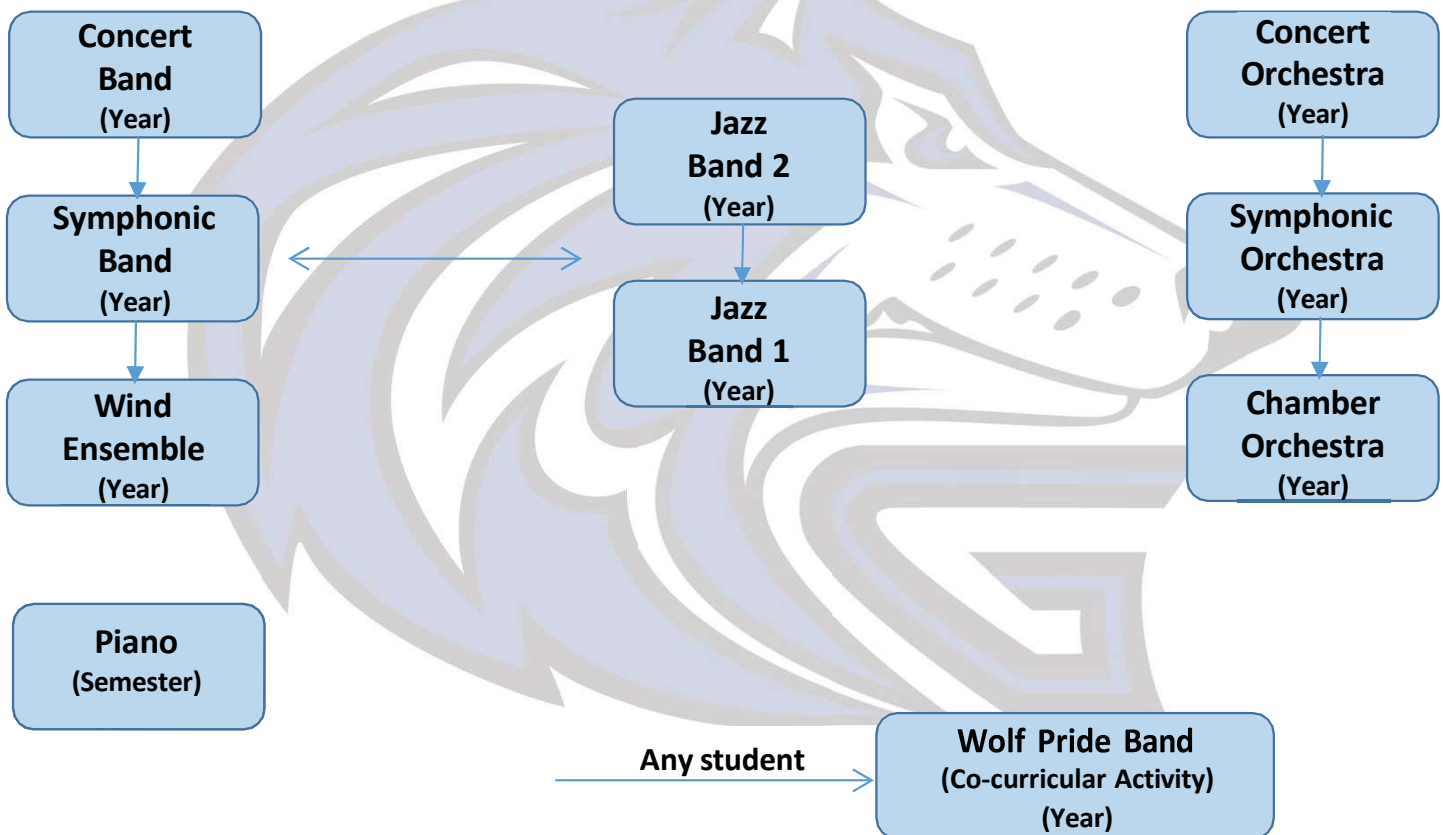 Concert
Band
(Year)
Symphonic
Band
(Year)
Wind
Ensemble
(Year)
Jazz
Band 2
(Year)
Jazz
Band 1
(Year)
Concert
Orchestra
(Year)
Symphonic
Orchestra
(Year)
Chamber
Orchestra
(Year)
Piano
(Semester)
Any student
Wolf Pride Band
(Co-curricular Activity)
(Year)